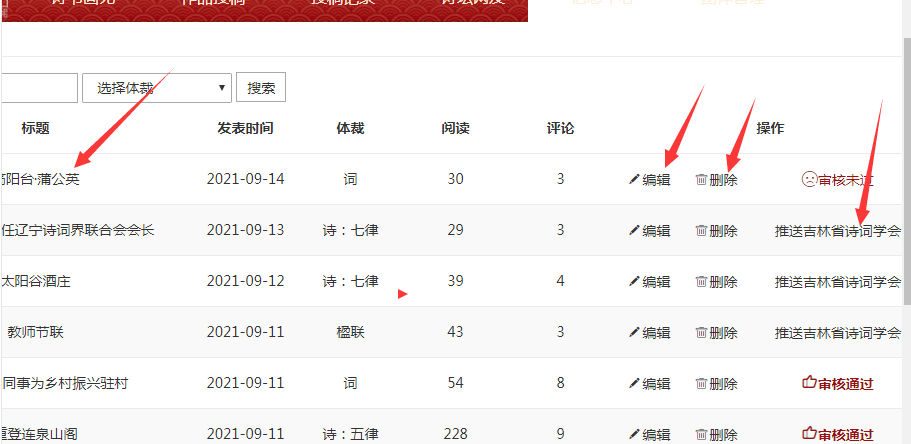 选择体裁 搜索
标题 发表时间 体裁 阅读 评论 操作
阳台·蒲公英 2021-09-14 词 30 3 编辑 删除 审核未过
任辽宁诗词界联合会会长 2021-09-13 诗：七律 29 3 编辑 删除 推送吉林省诗词学会
太阳谷酒庄 2021-09-12 诗：七律 39 4 编辑 删除 推送吉林省诗词学会
教师节联 2021-09-11 楹联 43 3 编辑 删除 推送吉林省诗词学会
同事为乡村振兴驻村 2021-09-11 词 54 8 编辑 删除 审核通过
重登连泉山阁 2021-09-11 诗：五律 228 9 编辑 删除 审核通过